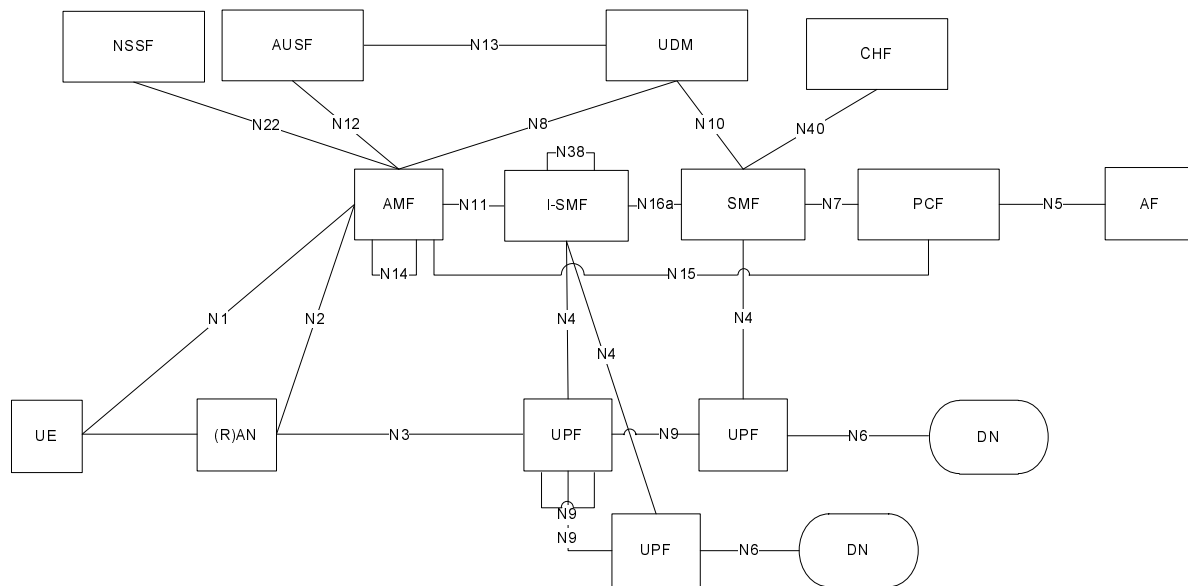 NSSF
AUSF
N13
UDM
CHF
N22
N12
N8
N10
N40
N38
AMF
N11
I-SMF
N16a
SMF
N7
PCF
N5
AF
N14
N15
N1
N2
N4
N4
N4
UE
(R)AN
N3
UPF
N9
UPF
N6
DN
N9
N9
UPF
N6
DN